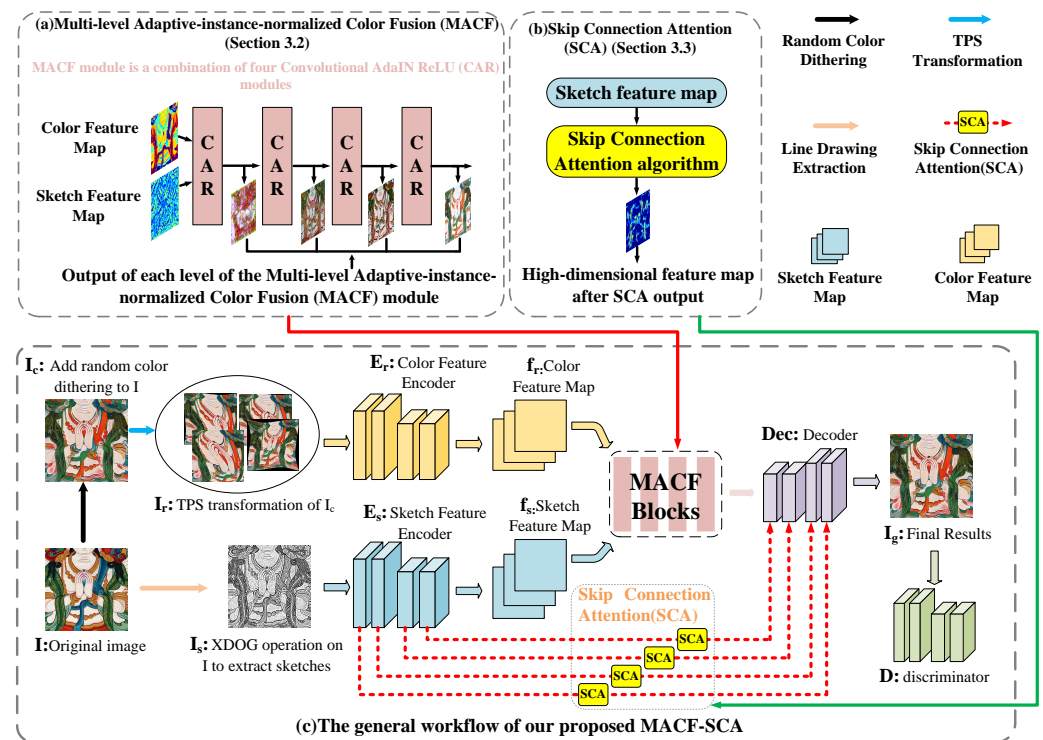 (a)Multi-level Adaptive-instance-normalized Color Fusion (MACF)
(Section 3.2)
MACF module is a combination of four Convolutional AdaIN ReLU (CAR)
modules
Color Feature
Map
Sketch Feature
Map
CAR
CAR
CAR
CAR
Output of each level of the Multi-level Adaptive-instance-
normalized Color Fusion (MACF) module
(b)Skip Connection Attention
(SCA) (Section 3.3)
Sketch feature map
Skip Connection
Attention algorithm
High-dimensional feature map
after SCA output
Random Color
Dithering
TPS
Transformation
Line Drawing
Extraction
SCA
Skip Connection
Attention(SCA)
Sketch Feature
Map
Color Feature
Map
Ic: Add random color
dithering to I
Ir: TPS transformation of Ic
Er: Color Feature
Encoder
fr:Color
Feature Map
MACF
Blocks
Dec: Decoder
Ig: Final Results
I:Original image
Is: XDOG operation on
I to extract sketches
Es: Sketch Feature
Encoder
fs:Sketch
Feature Map
Skip Connection
Attention(SCA)
SCA
SCA
SCA
SCA
D: discriminator
(c)The general workflow of our proposed MACF-SCA